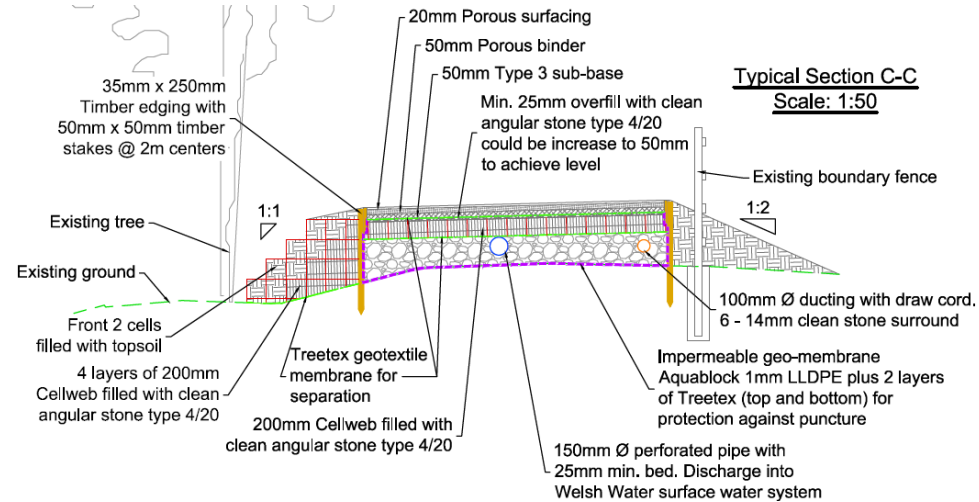 20mm Porous surfacing
50mm Porous binder
50mm Type 3 sub-base
Min. 25mm overfill with clean
angular stone type 4/20
could be increase to 50mm
to achieve level
Typical Section C-C
Scale: 1:50
35mm x 250mm
Timber edging with
50mm x 50mm timber
stakes @ 2m centers
Existing boundary fence
1:1
1:2
Existing tree
Existing ground
Front 2 cells
filled with topsoil
4 layers of 200mm
Cellweb filled with clean
angular stone type 4/20
Treetex geotextile
membrane for
separation
200mm Cellweb filled with
clean angular stone type 4/20
100mm Ø ducting with draw cord.
6 - 14mm clean stone surround
Impermeable geo-membrane
Aquablock 1mm LLDPE plus 2 layers
of Treetex (top and bottom) for
protection against puncture
150mm Ø perforated pipe with
25mm min. bed. Discharge into
Welsh Water surface water system